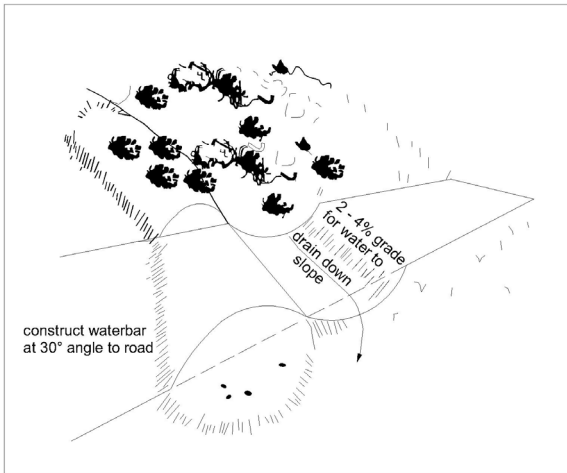 2 - 4% grade
for water to
drain down
slope
construct waterbar
at 30° angle to road